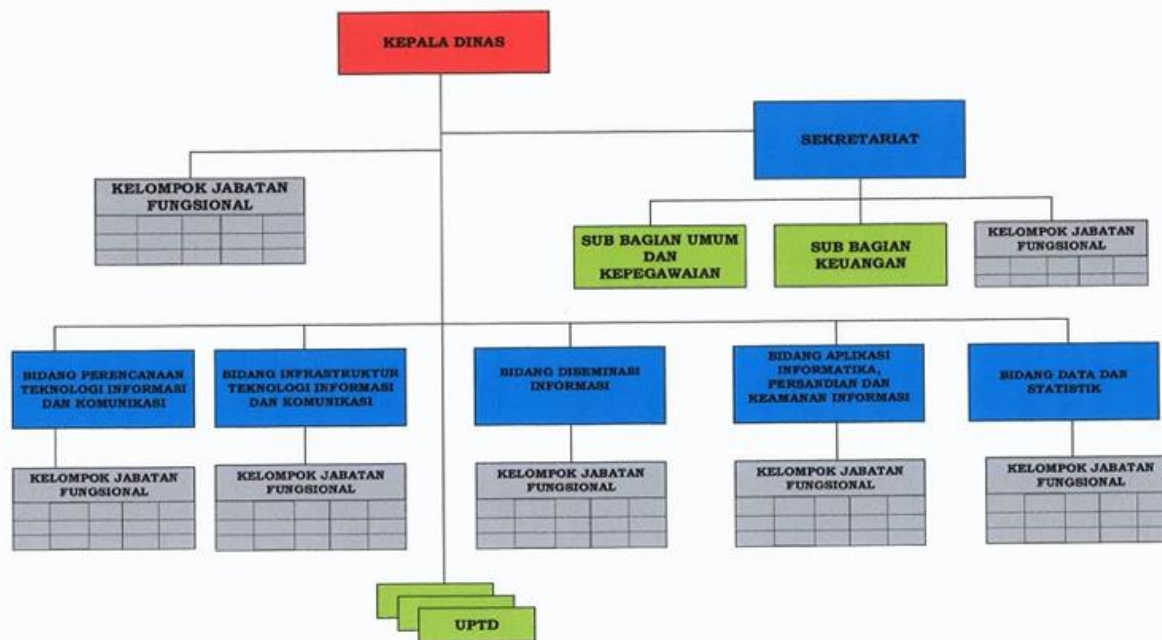 KEPALA DINAS
SEKRETARIAT
KELOMPOK JABATAN
FUNGSIONAL
SUB BAGIAN UMUM
DAN
KEPEGAWAIAN
SUB BAGIAN
KEUANGAN
KELOMPOK JABATAN
FUNGSIONAL
BIDANG PERENCANAAN
TEKNOLOGI INFORMASI
DAN KOMUNIKASI
BIDANG INFRASTRUKTUR
TEKNOLOGI INFORMASI
DAN KOMUNIKASI
BIDANG DISEMINASI
INFORMASI
BIDANG APLIKASI
INFORMATIKA,
PERSANDIAN DAN
KEAMANAN INFORMASI
BIDANG DATA DAN
STATISTIK
KELOMPOK JABATAN
FUNGSIONAL
KELOMPOK JABATAN
FUNGSIONAL
KELOMPOK JABATAN
FUNGSIONAL
KELOMPOK JABATAN
FUNGSIONAL
KELOMPOK JABATAN
FUNGSIONAL
UPTD